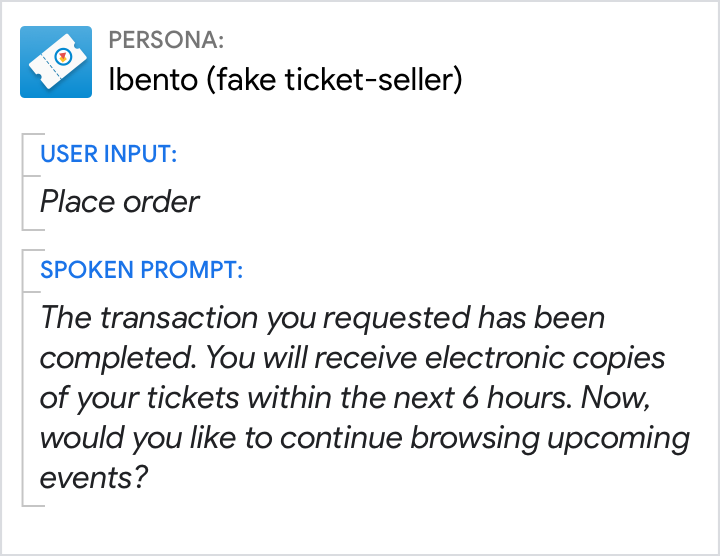 PERSONA:
Ibento (fake ticket-seller)
USER INPUT:
Place order
SPOKEN PROMPT:
The transaction you requested has been
completed. You will receive electronic copies
of your tickets within the next 6 hours. Now,
would you like to continue browsing upcoming
events?